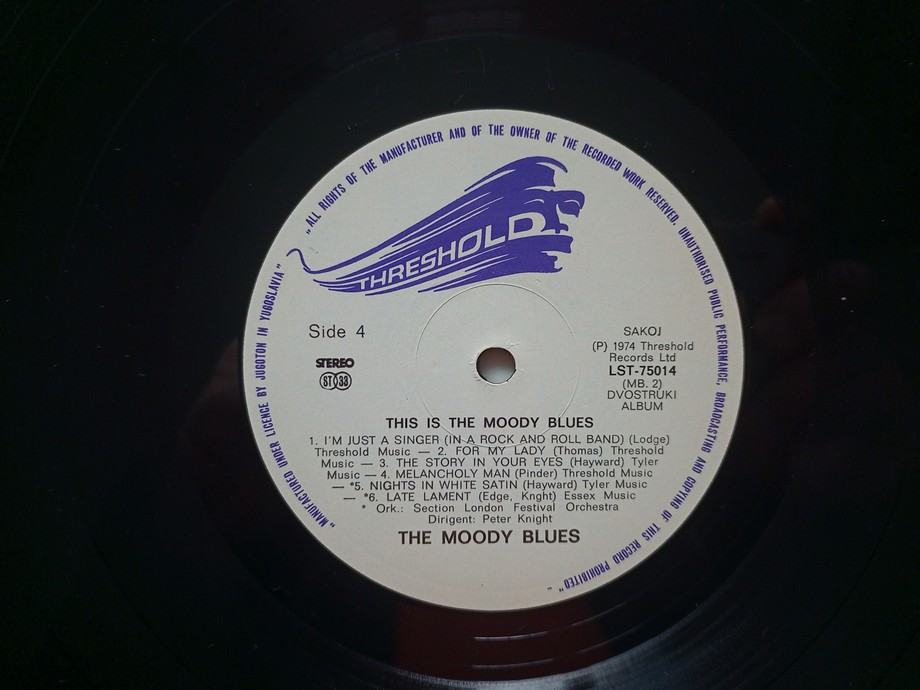 "ALL RIGHTS OF THE MANUFACTURER AND OF THE OWNER OF THE RECORDED WORK RESERVED. UNAUTHORISED PUBLIC PERFORMANCE, BROADCASTING AND COPYING OF THIS RECORD PROHIBITED"
"MANUFACTURED UNDER LICENCE BY JUGOTON IN YUGOSLAVIA"
THRESHOLD
Side 4
STEREO
ST 33
SAKOJ
(P) 1974 Threshold
Records Ltd
LST-75014
(MB. 2)
DVOSTRUKI
ALBUM
THIS IS THE MOODY BLUES
1. I'M JUST A SINGER (IN A ROCK AND ROLL BAND) (Lodge)
Threshold Music — 2. FOR MY LADY (Thomas) Threshold
Music — 3. THE STORY IN YOUR EYES (Hayward) Tyler
Music — 4. MELANCHOLY MAN (Pinder) Threshold Music
— *5. NIGHTS IN WHITE SATIN (Hayward) Tyler Music
— *6. LATE LAMENT (Edge, Knght) Essex Music
* Ork.: Section London Festival Orchestra
Dirigent: Peter Knight
THE MOODY BLUES